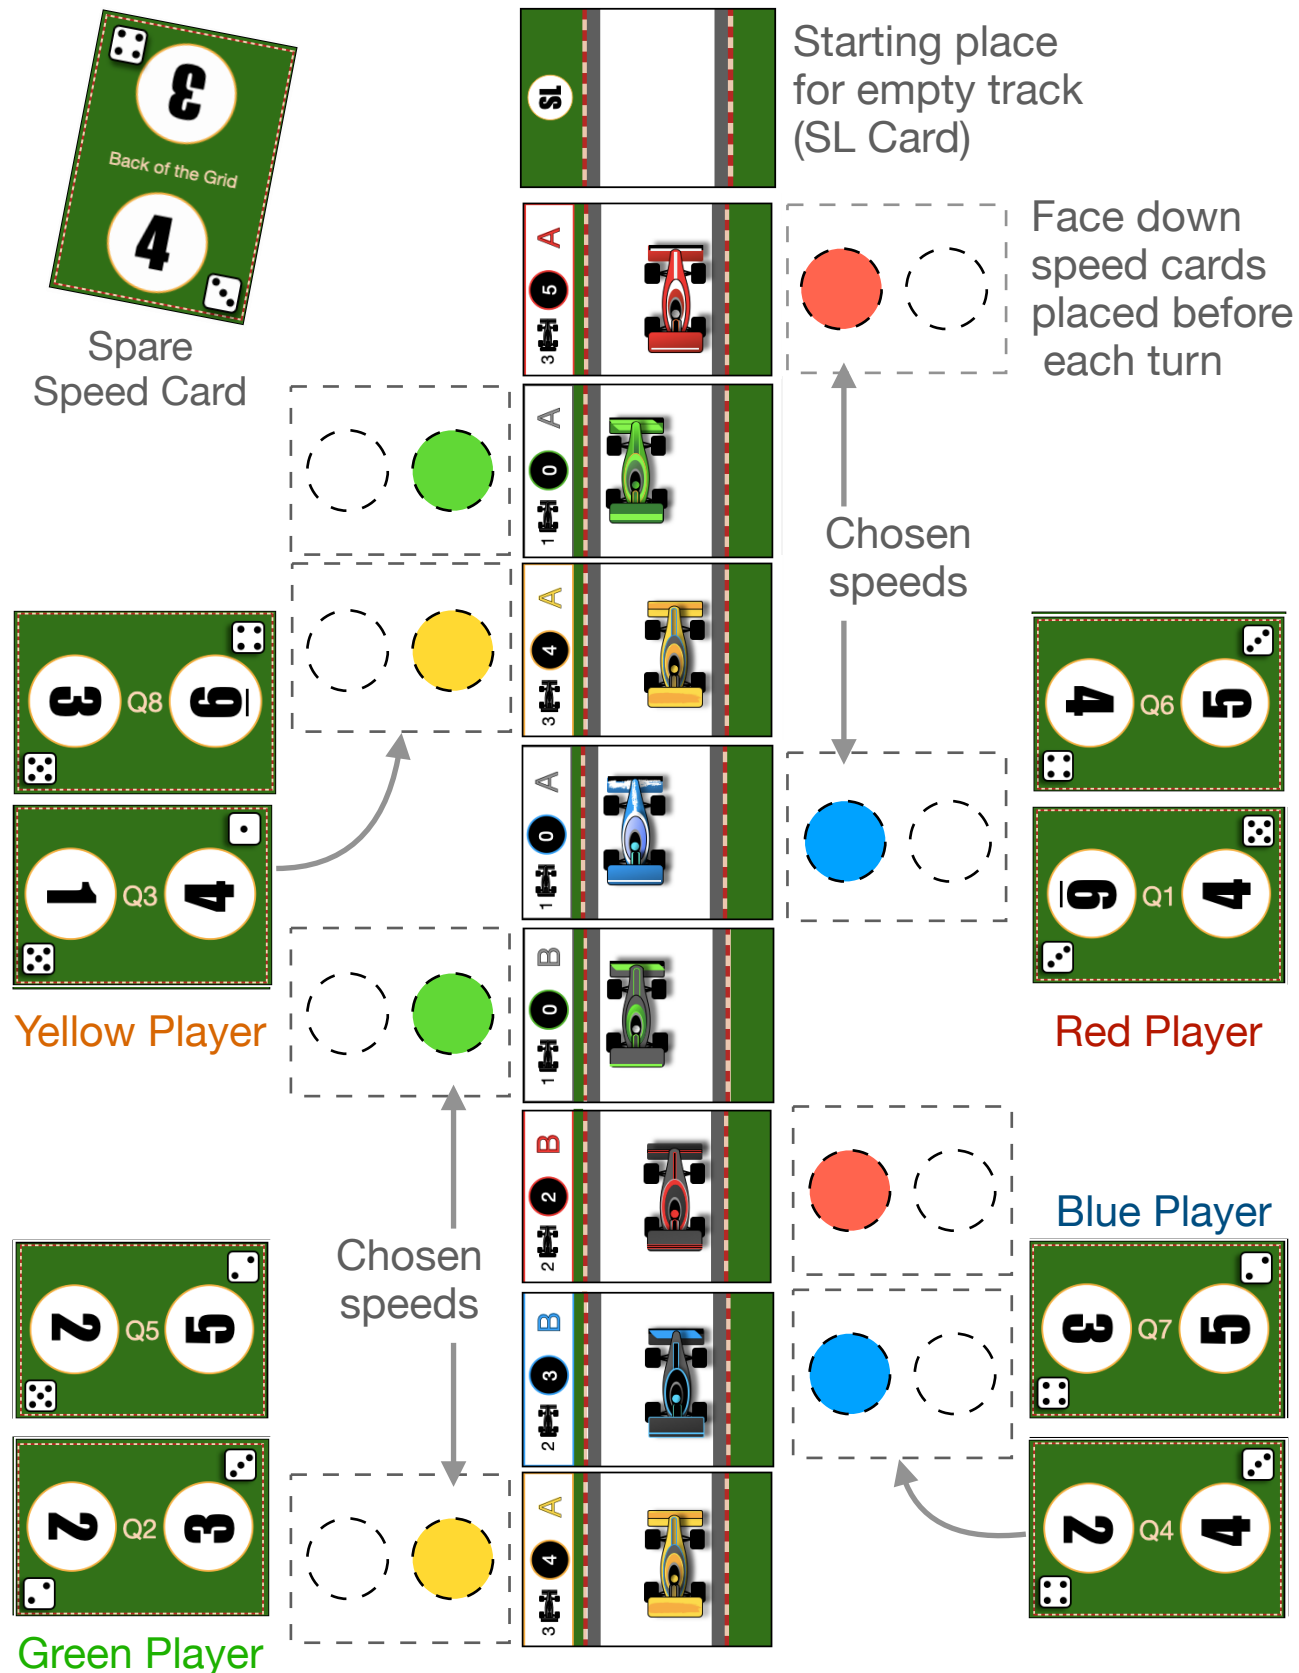 3
Back of the Grid
4
Spare
Speed Card
SL
Starting place
for empty track
(SL Card)
A
5
3
Face down
speed cards
placed before
each turn
A
0
1
Chosen
speeds
A
4
3
3 Q8 6
1 Q3 4
Yellow Player
4 Q6 5
6 Q1 4
Red Player
A
0
1
B
0
1
B
2
2
Chosen
speeds
B
3
2
A
4
3
2 Q5 5
2 Q2 3
Green Player
Blue Player
3 Q7 5
2 Q4 4